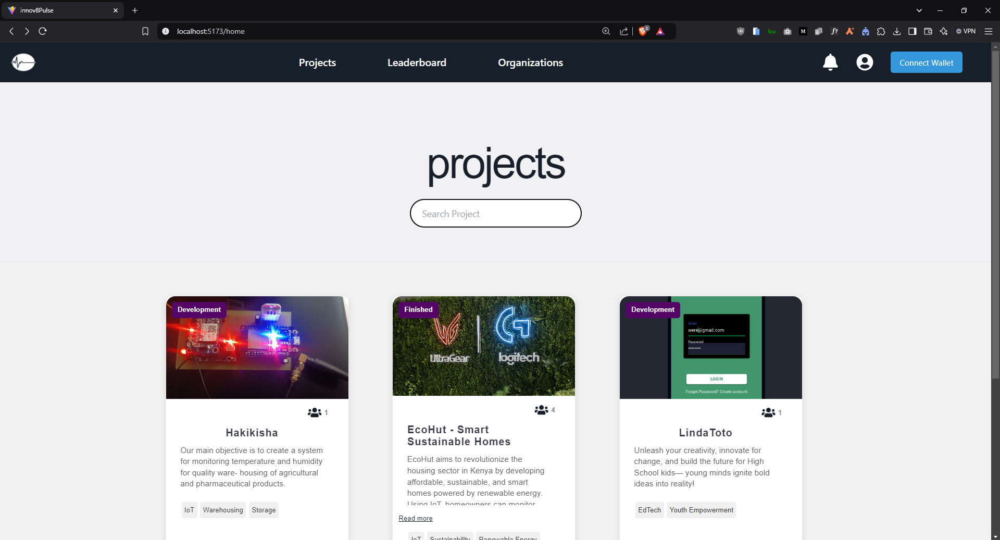 innov8Pulse
localhost:5173/home
2
VPN
Projects
Leaderboard
Organizations
Connect Wallet
projects
Search Project
Development
1
Hakikisha
Our main objective is to create a system
for monitoring temperature and humidity
for quality ware- housing of agricultural
and pharmaceutical products.
IoT Warehousing Storage
Finished
UltraGear
logitech
4
EcoHut - Smart
Sustainable Homes
EcoHut aims to revolutionize the
housing sector in Kenya by developing
affordable, sustainable, and smart
homes powered by renewable energy.
Using IoT, homeowners can monitor
Read more
IoT Sustainability Renewable Energy
Development
Email
were@gmail.com
Password
LOGIN
Forgot Password? Create account
1
LindaToto
Unleash your creativity, innovate for
change, and build the future for High
School kids— young minds ignite bold
ideas into reality!
EdTech Youth Empowerment